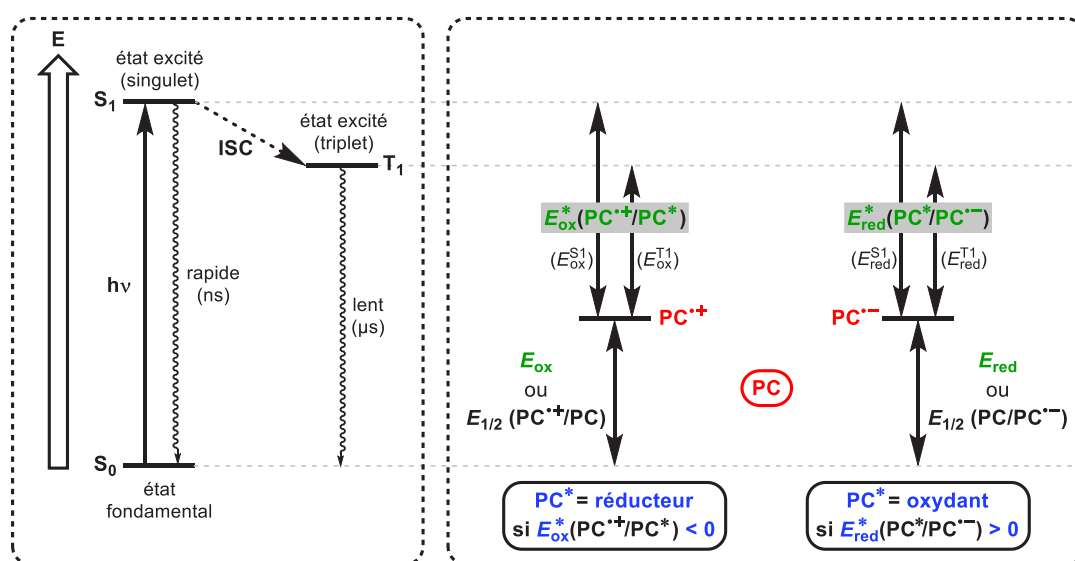 E
état excité
(singulet)
S1
état excité
(triplet)
ISC
T1
hν
rapide
(ns)
lent
(µs)
S0
état
fondamental
E*ox(PC•+/PC*)
(ES1ox)
(ET1ox)
PC•+
Eox
ou
E1/2 (PC•+/PC)
PC
E*red(PC*/PC•−)
(ES1red)
(ET1red)
PC•−
Ered
ou
E1/2 (PC/PC•−)
PC* = réducteur
si E*ox(PC•+/PC*) < 0
PC* = oxydant
si E*red(PC*/PC•−) > 0